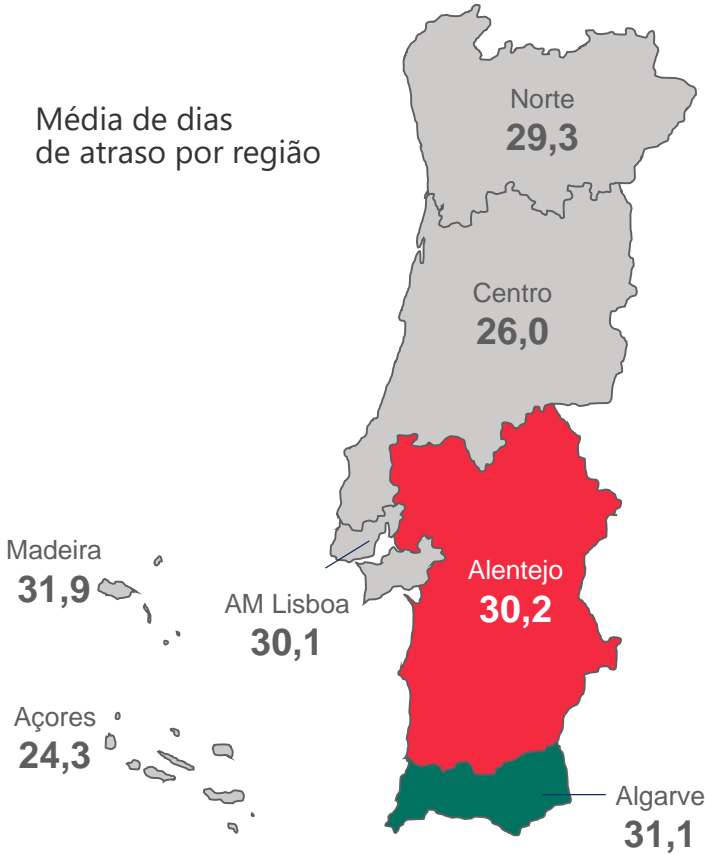 Média de dias
de atraso por região
Norte
29,3
Centro
26,0
Alentejo
30,2
AM Lisboa
30,1
Madeira
31,9
Açores
24,3
Algarve
31,1